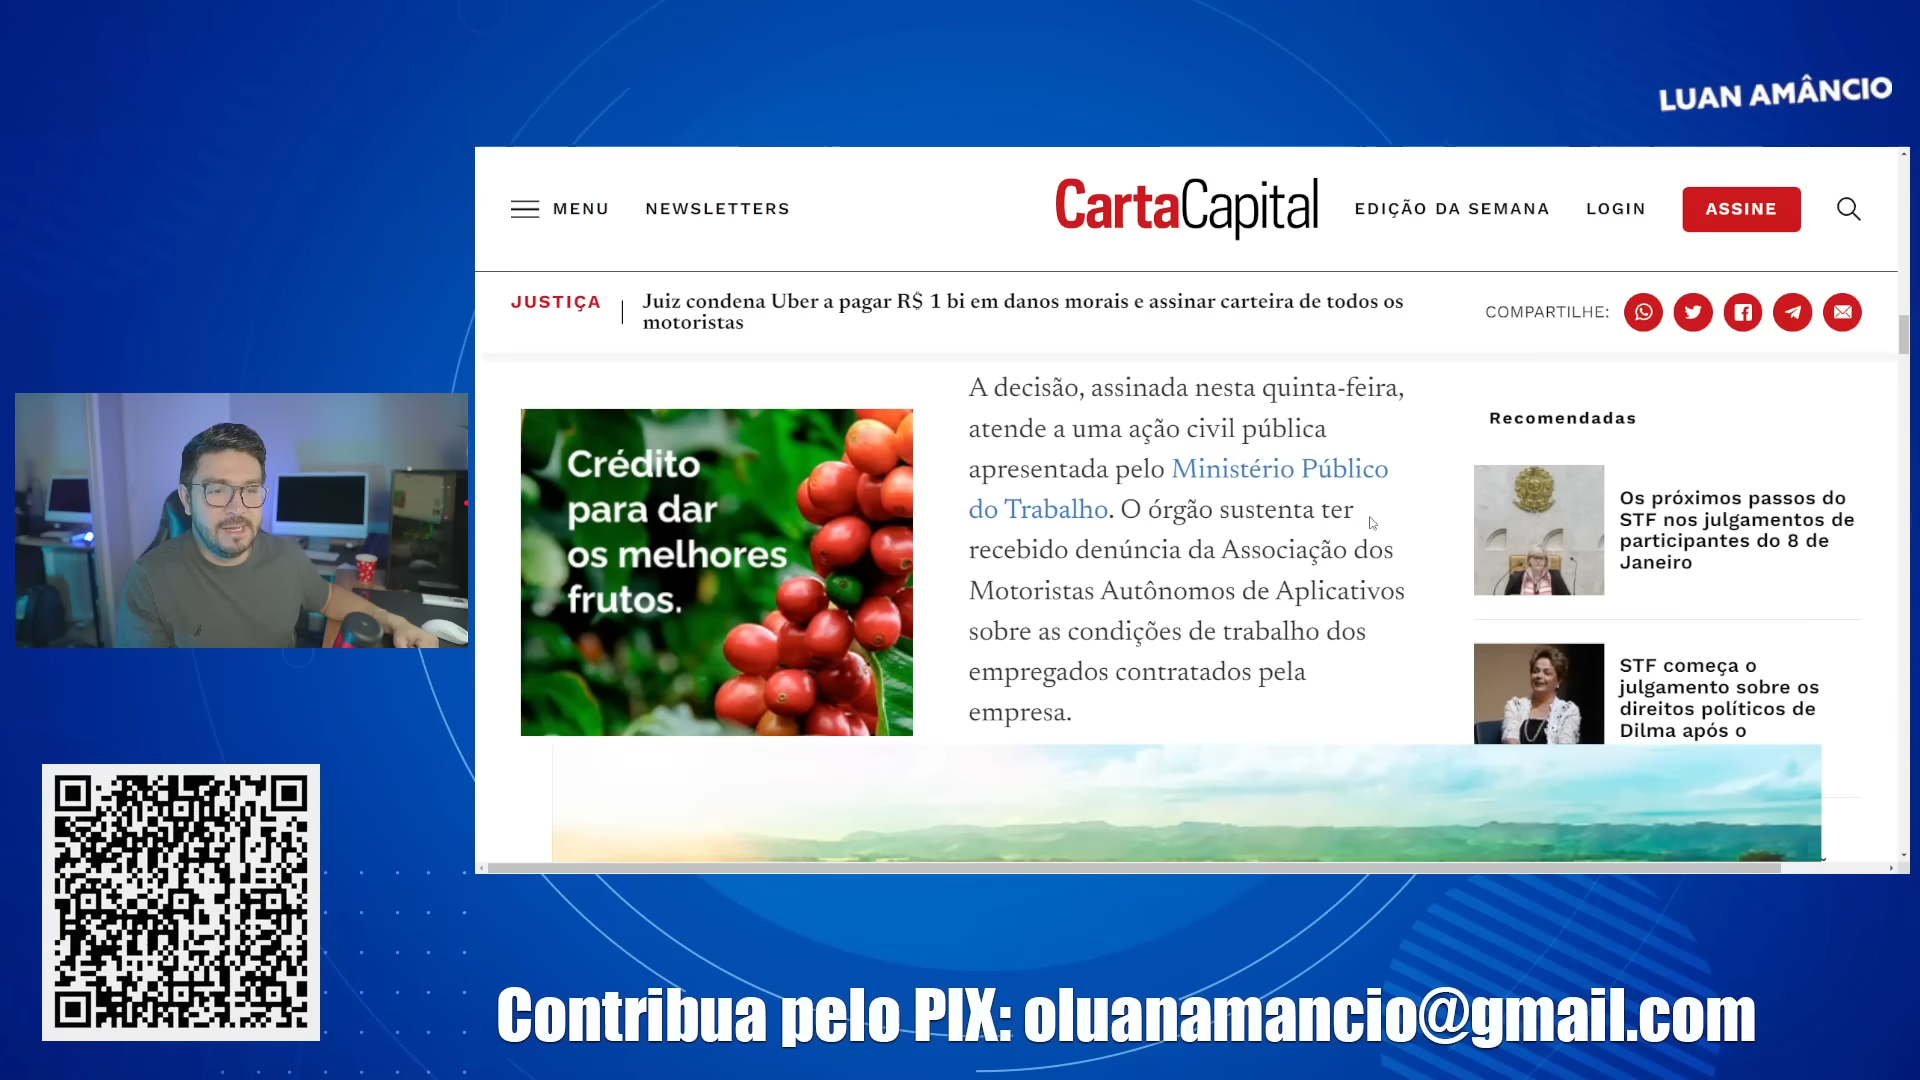 LUAN AMÂNCIO
MENU
NEWSLETTERS
CartaCapital
EDIÇÃO DA SEMANA
LOGIN
ASSINE
JUSTIÇA
Juiz condena Uber a pagar R$ 1 bi em danos morais e assinar carteira de todos os
motoristas
COMPARTILHE:
Crédito
para dar
os melhores
frutos.
A decisão, assinada nesta quinta-feira,
atende a uma ação civil pública
apresentada pelo Ministério Público
do Trabalho. O órgão sustenta ter
recebido denúncia da Associação dos
Motoristas Autônomos de Aplicativos
sobre as condições de trabalho dos
empregados contratados pela
empresa.
Recomendadas
Os próximos passos do
STF nos julgamentos de
participantes do 8 de
Janeiro
STF começa o
julgamento sobre os
direitos políticos de
Dilma após o
Contribua pelo PIX: oluanamancio@gmail.com